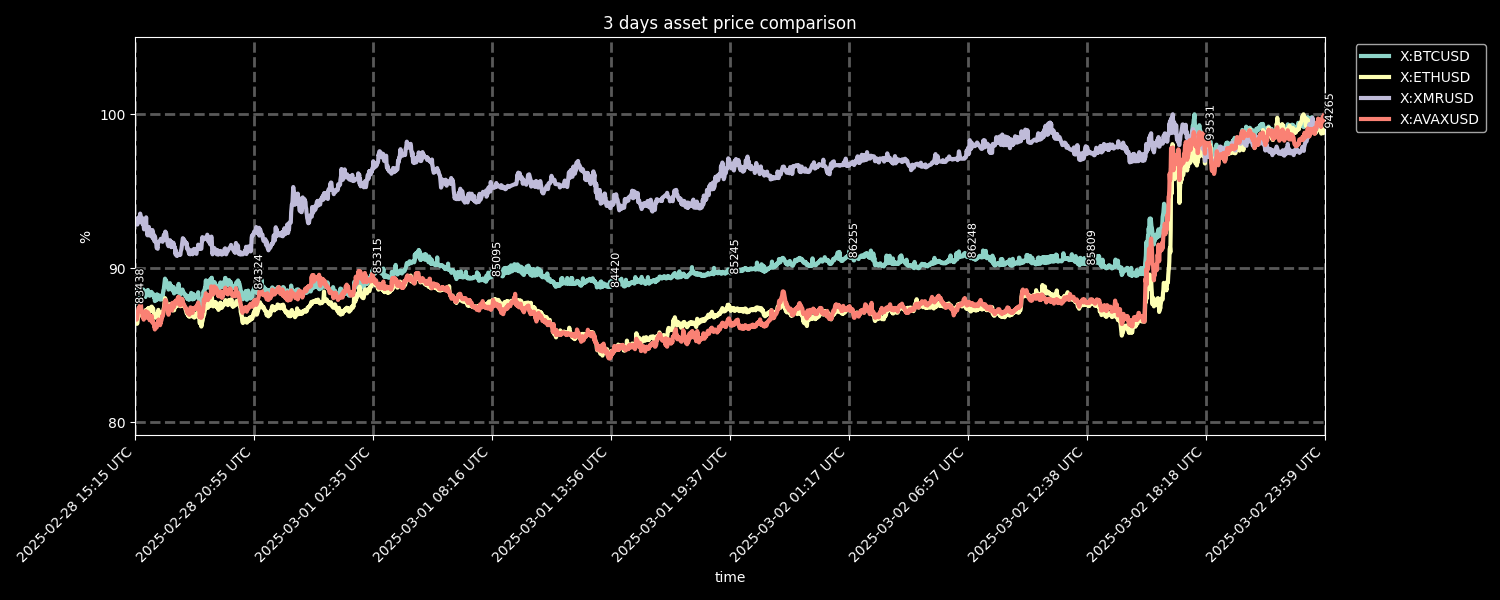 3 days asset price comparison
X:BTCUSD
X:ETHUSD
X:XMRUSD
X:AVAXUSD
%
100
90
80
83438
84324
85315
85095
84420
85245
86255
86248
85809
93531
94265
2025-02-28 15:15 UTC
2025-02-28 20:55 UTC
2025-03-01 02:35 UTC
2025-03-01 08:16 UTC
2025-03-01 13:56 UTC
2025-03-01 19:37 UTC
2025-03-02 01:17 UTC
2025-03-02 06:57 UTC
2025-03-02 12:38 UTC
2025-03-02 18:18 UTC
2025-03-02 23:59 UTC
time